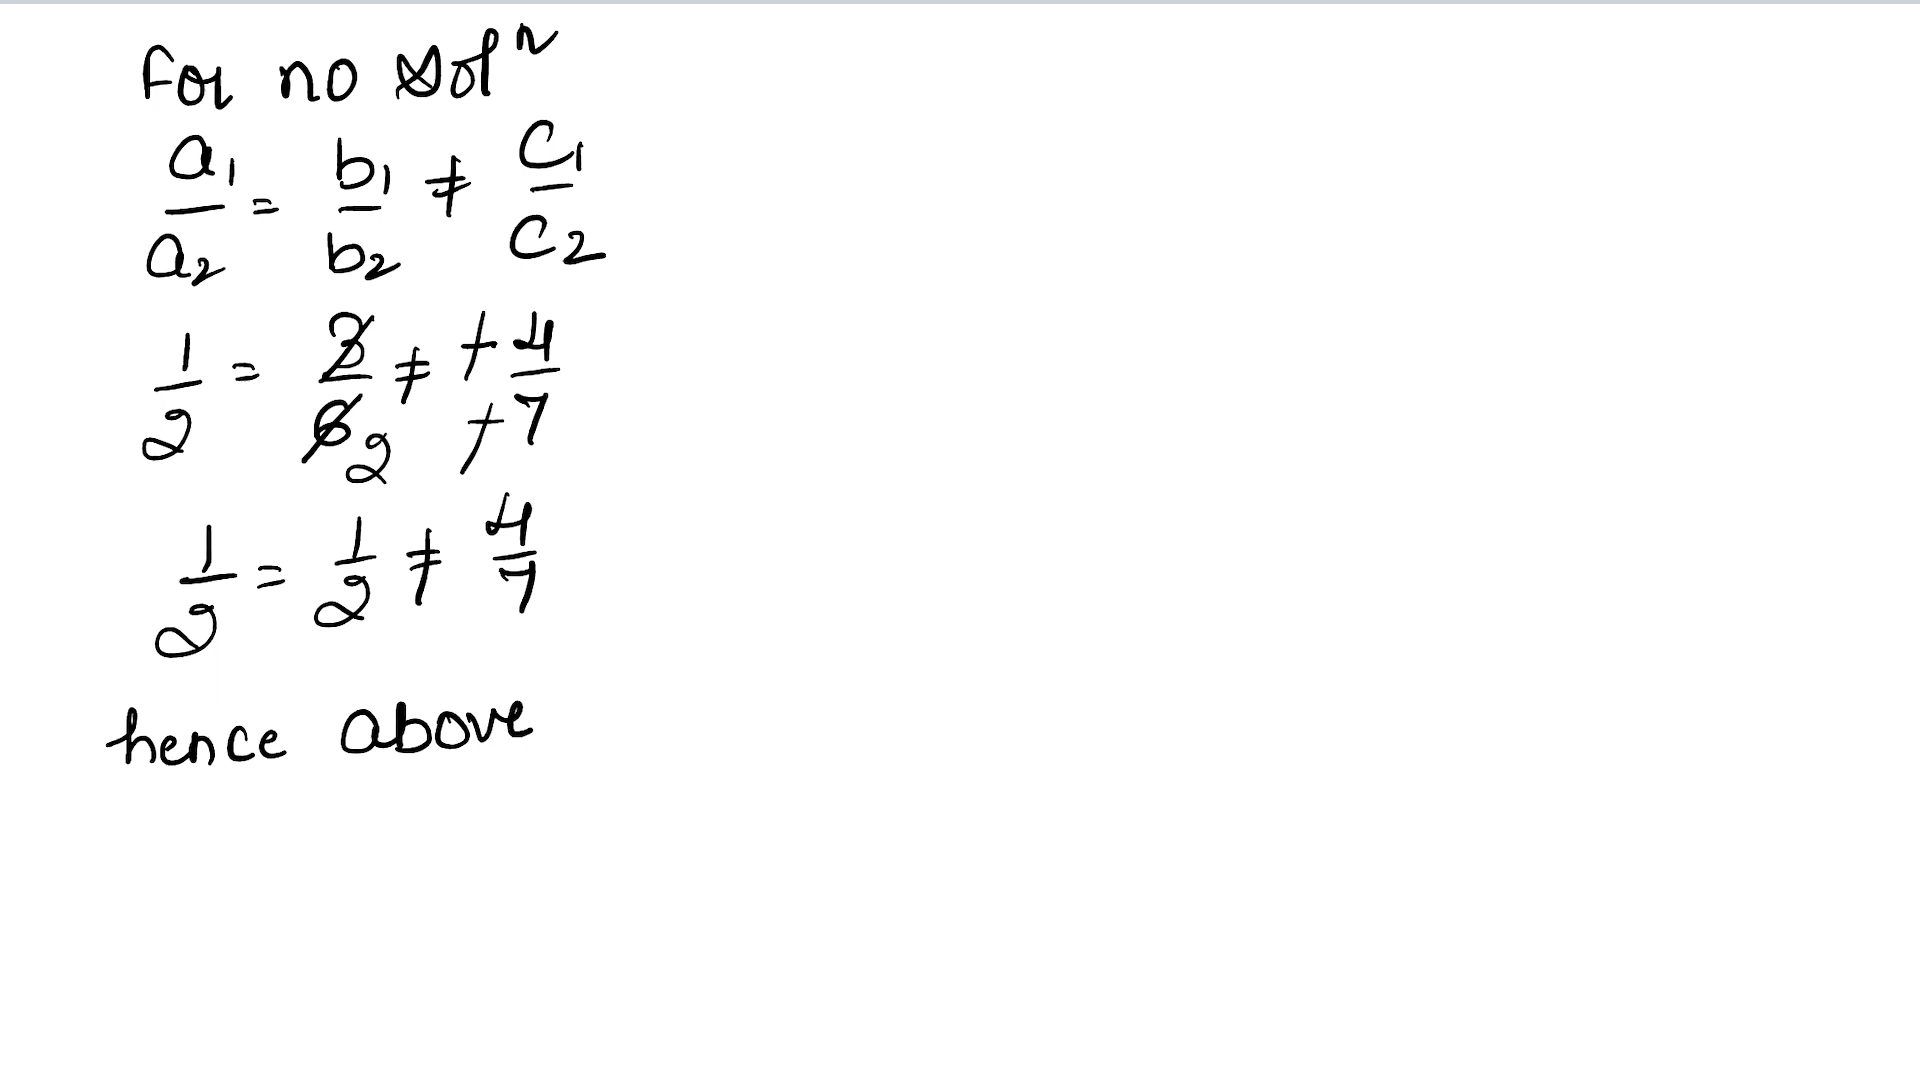 For no solⁿ
a₁/a₂ = b₁/b₂ ≠ c₁/c₂
1/2 = 3/6 2 ≠ +4/+7
1/2 = 1/2 ≠ 4/7
hence above